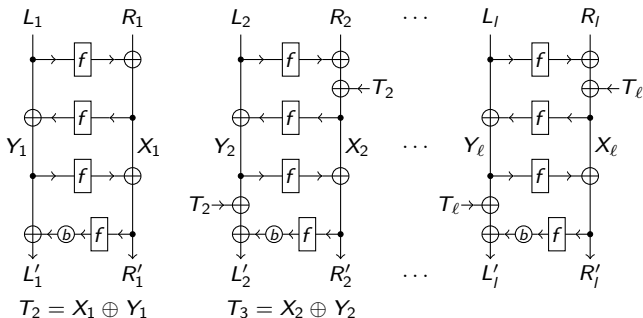 L₁ R₁ L₂ R₂ ··· Lₗ Rₗ
f f f
T₂ Tℓ
f f f
Y₁ X₁ Y₂ X₂ ··· Yℓ Xℓ
f f f
T₂ Tℓ
b f b f b f
L′₁ R′₁ L′₂ R′₂ ··· L′ₗ R′ₗ
T₂ = X₁ ⊕ Y₁ T₃ = X₂ ⊕ Y₂